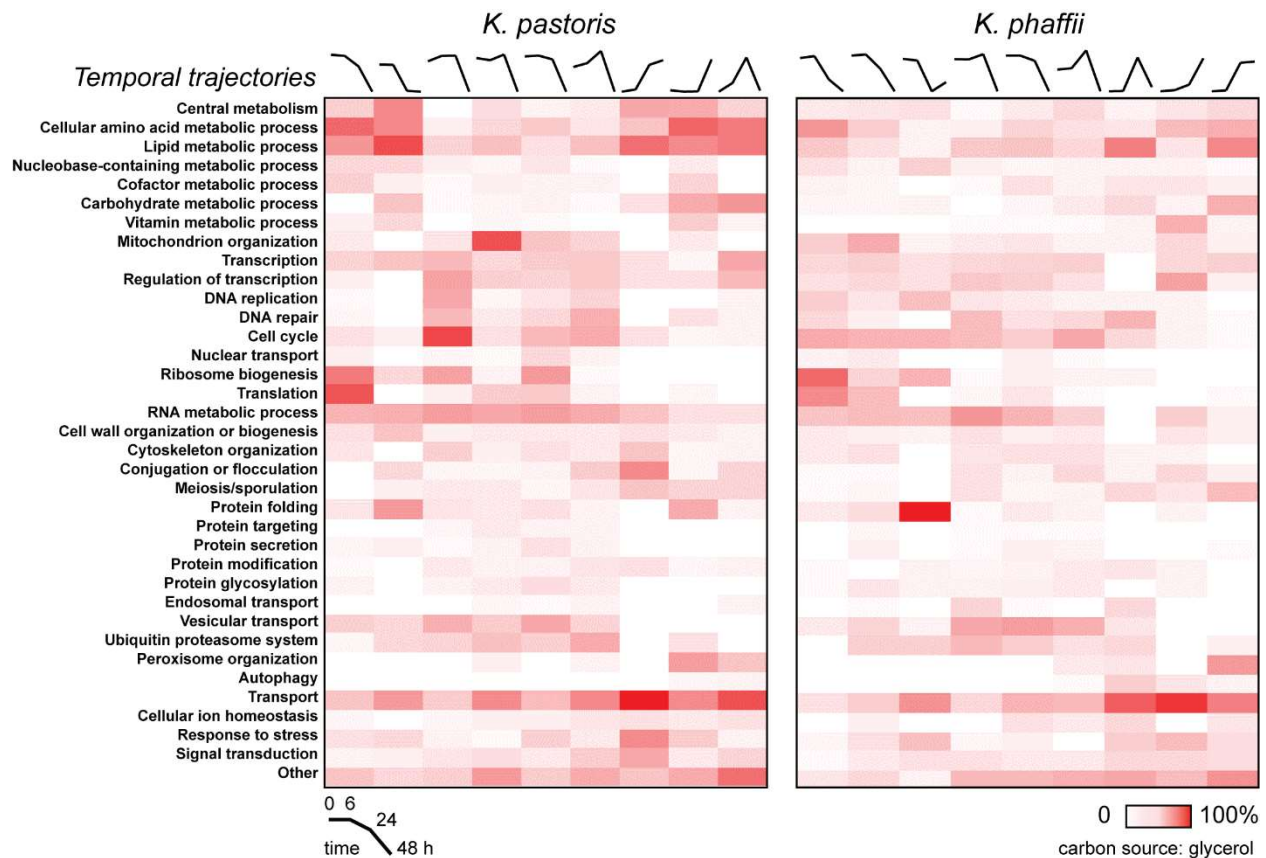 K. pastoris
K. phaffii
Temporal trajectories
Central metabolism
Cellular amino acid metabolic process
Lipid metabolic process
Nucleobase-containing metabolic process
Cofactor metabolic process
Carbohydrate metabolic process
Vitamin metabolic process
Mitochondrion organization
Transcription
Regulation of transcription
DNA replication
DNA repair
Cell cycle
Nuclear transport
Ribosome biogenesis
Translation
RNA metabolic process
Cell wall organization or biogenesis
Cytoskeleton organization
Conjugation or flocculation
Meiosis/sporulation
Protein folding
Protein targeting
Protein secretion
Protein modification
Protein glycosylation
Endosomal transport
Vesicular transport
Ubiquitin proteasome system
Peroxisome organization
Autophagy
Transport
Cellular ion homeostasis
Response to stress
Signal transduction
Other
0 6
24
time 48 h
0 100%
carbon source: glycerol